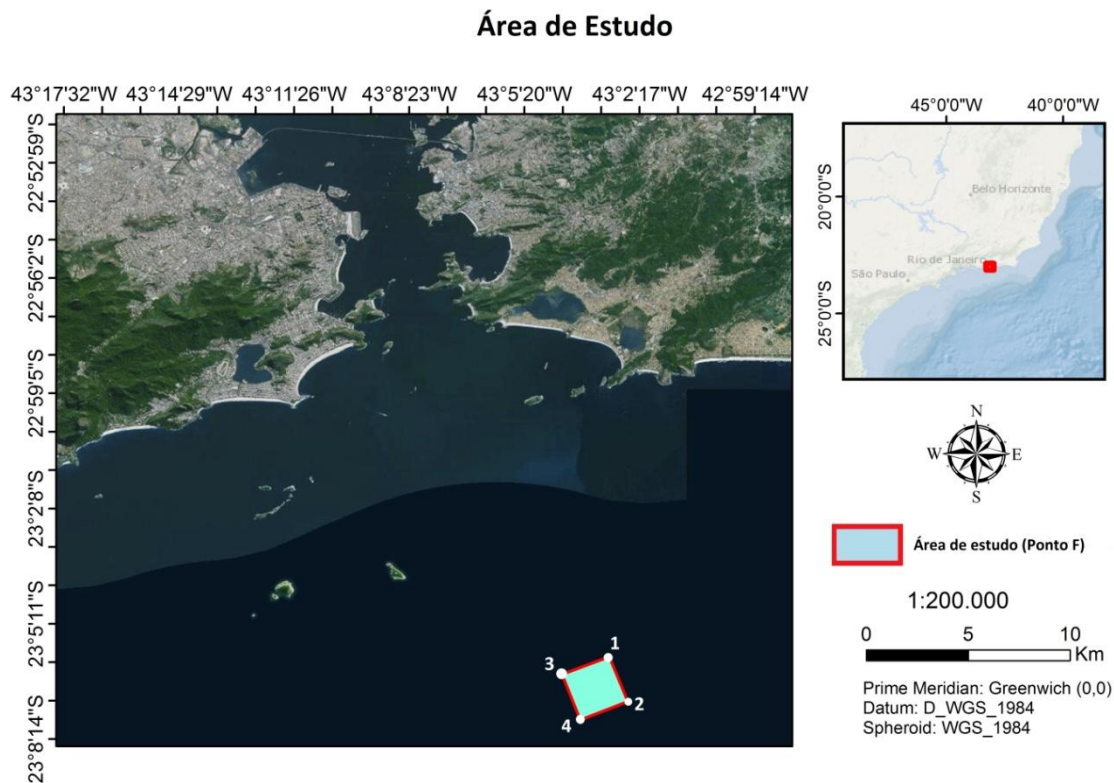 Área de Estudo
43°17'32"W 43°14'29"W 43°11'26"W 43°8'23"W 43°5'20"W 43°2'17"W 42°59'14"W
22°52'59"S
22°56'2"S
22°59'5"S
23°2'8"S
23°5'11"S
23°8'14"S
1
3
2
4
45°0'0"W 40°0'0"W
20°0'0"S
25°0'0"S
Belo Horizonte
Rio de Janeiro
São Paulo
N
W E
S
Área de estudo (Ponto F)
1:200.000
0 5 10
Km
Prime Meridian: Greenwich (0,0)
Datum: D_WGS_1984
Spheroid: WGS_1984